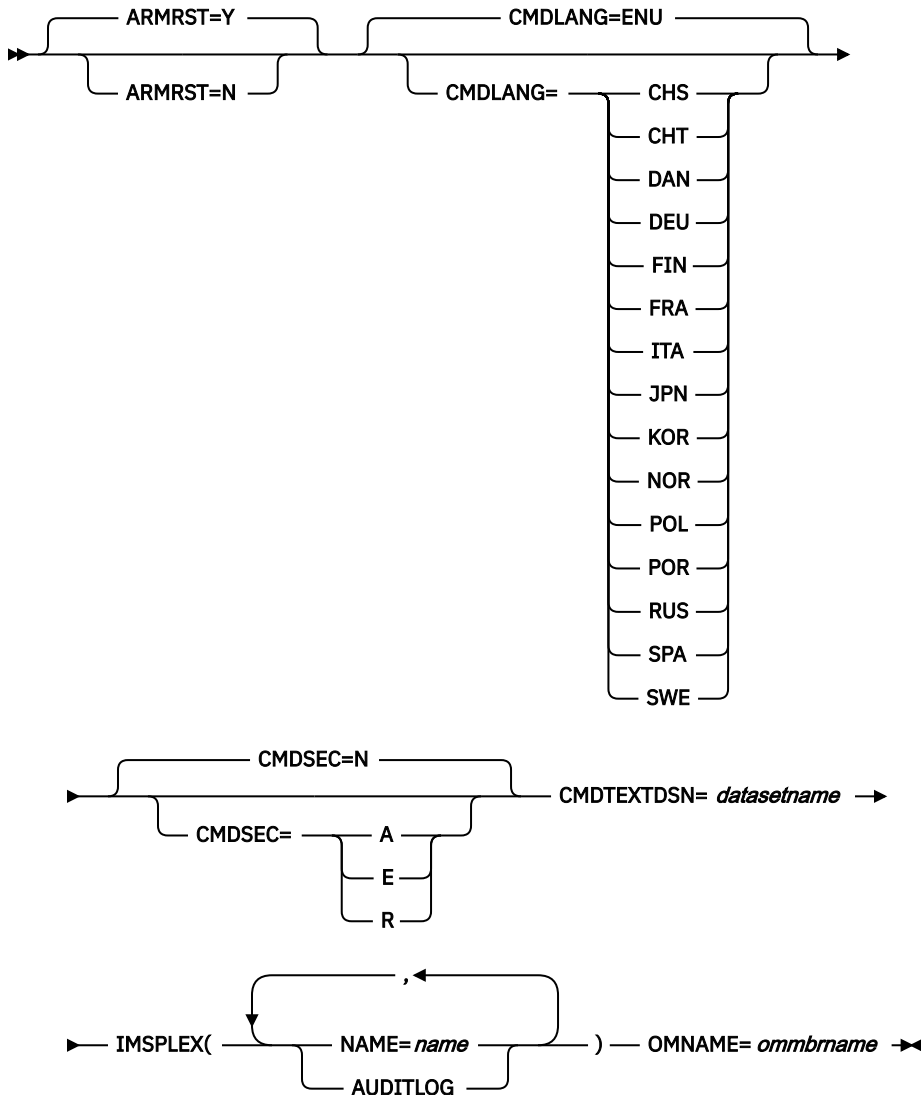 ARMRST=Y
ARMRST=N
CMDLANG=ENU
CMDLANG=
CHS
CHT
DAN
DEU
FIN
FRA
ITA
JPN
KOR
NOR
POL
POR
RUS
SPA
SWE
CMDSEC=N
CMDSEC=
A
E
R
CMDTEXTDSN= datasetname
IMSPLEX(
,
NAME= name
AUDITLOG
)
OMNAME= ommbrname